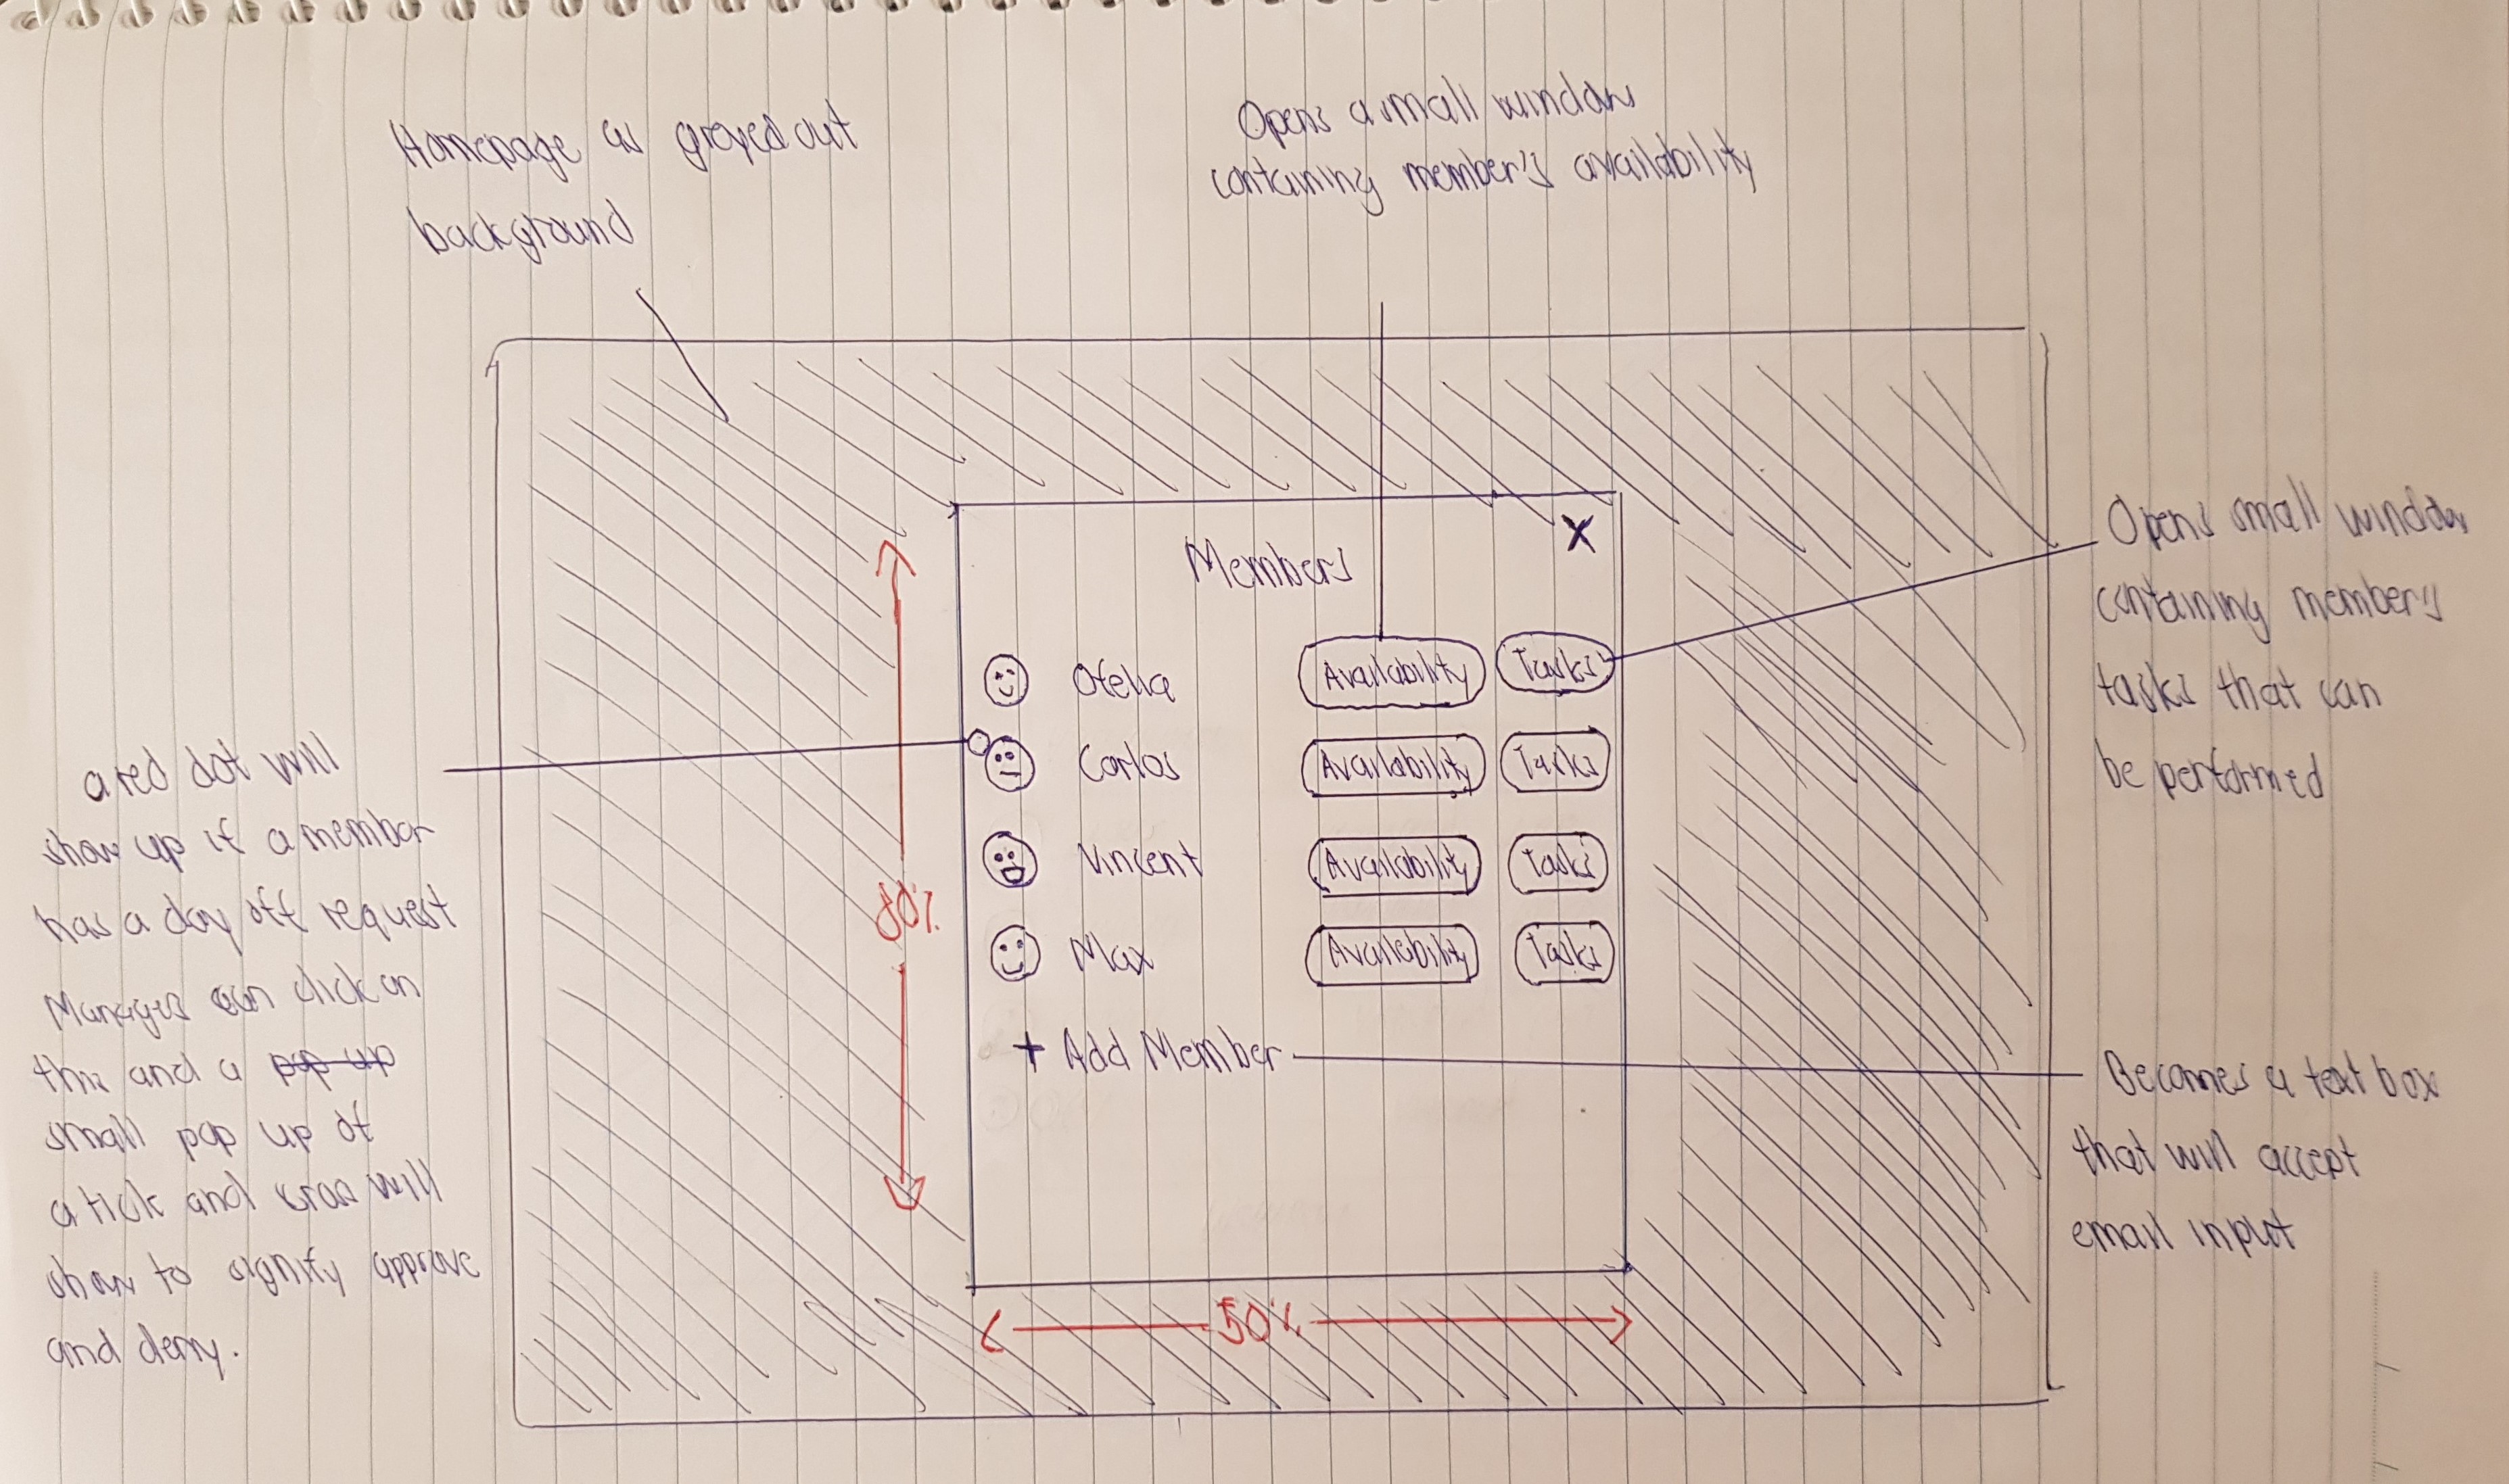 Homepage as greyed out
background
Opens a small window
containing member's availability
Members X
Ofelia Availability Tasks
Carlos Availability Tasks
Vincent Availability Tasks
Max Availability Tasks
+ Add Member
80%
50%
a red dot will
show up if a member
has a day off request
Managers can click on
this and a pop up
small pop up of
a tick and cross will
show to signify approve
and deny.
Opens small window
containing member's
tasks that can
be performed
Becomes a text box
that will accept
email input